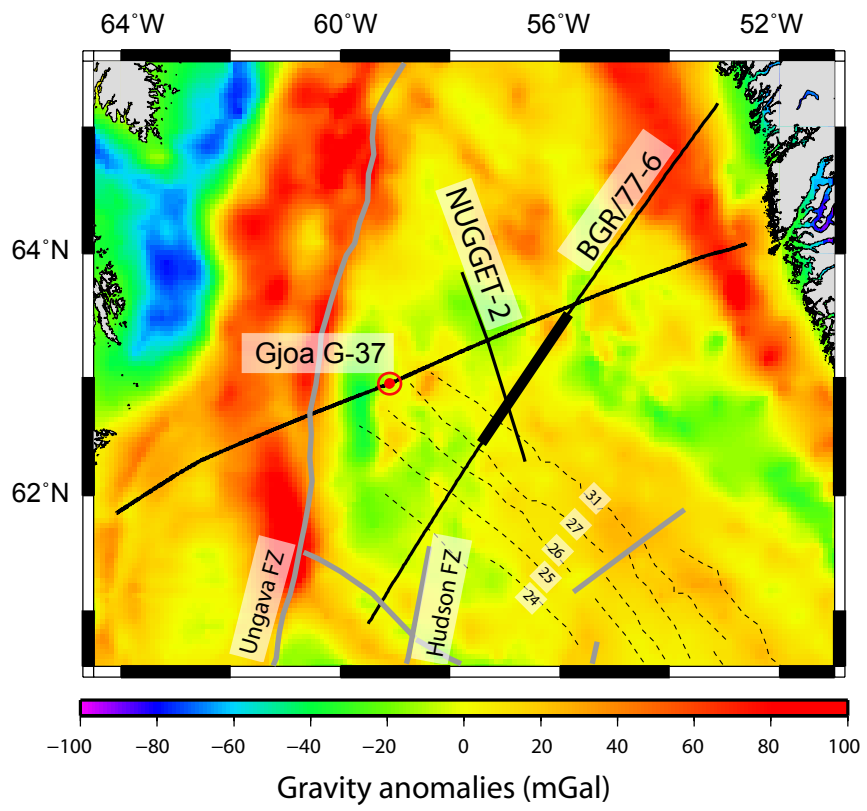 64˚W
60˚W
56˚W
52˚W
BGR/77-6
NUGGET-2
64˚N
Gjoa G-37
62˚N
31
27
26
25
24
Ungava FZ
Hudson FZ
−100
−80
−60
−40
−20
0
20
40
60
80
100
Gravity anomalies (mGal)